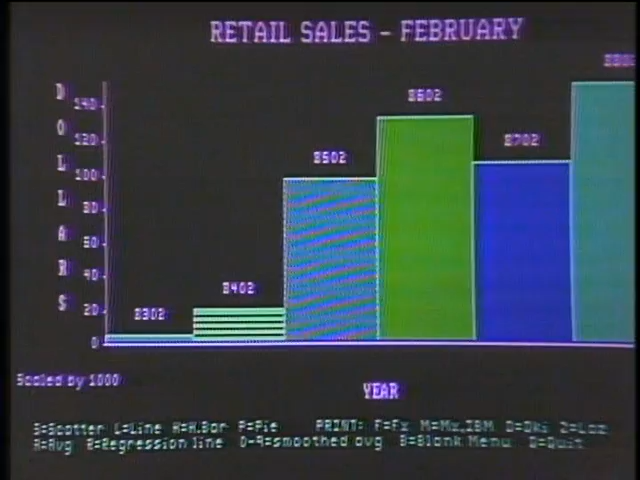 RETAIL SALES - FEBRUARY
DOLLARS
140
120
100
80
60
40
20
0
8302
8402
8502
8602
8702
Scaled by 1000
YEAR
S=Scatter L=Line H=H.Bar P=Pie PRINT: F=Fx M=Mx,IBM O=Oki
A=Avg R=Regression line 0-9=smoothed avg B=Blank Menu Q=Quit